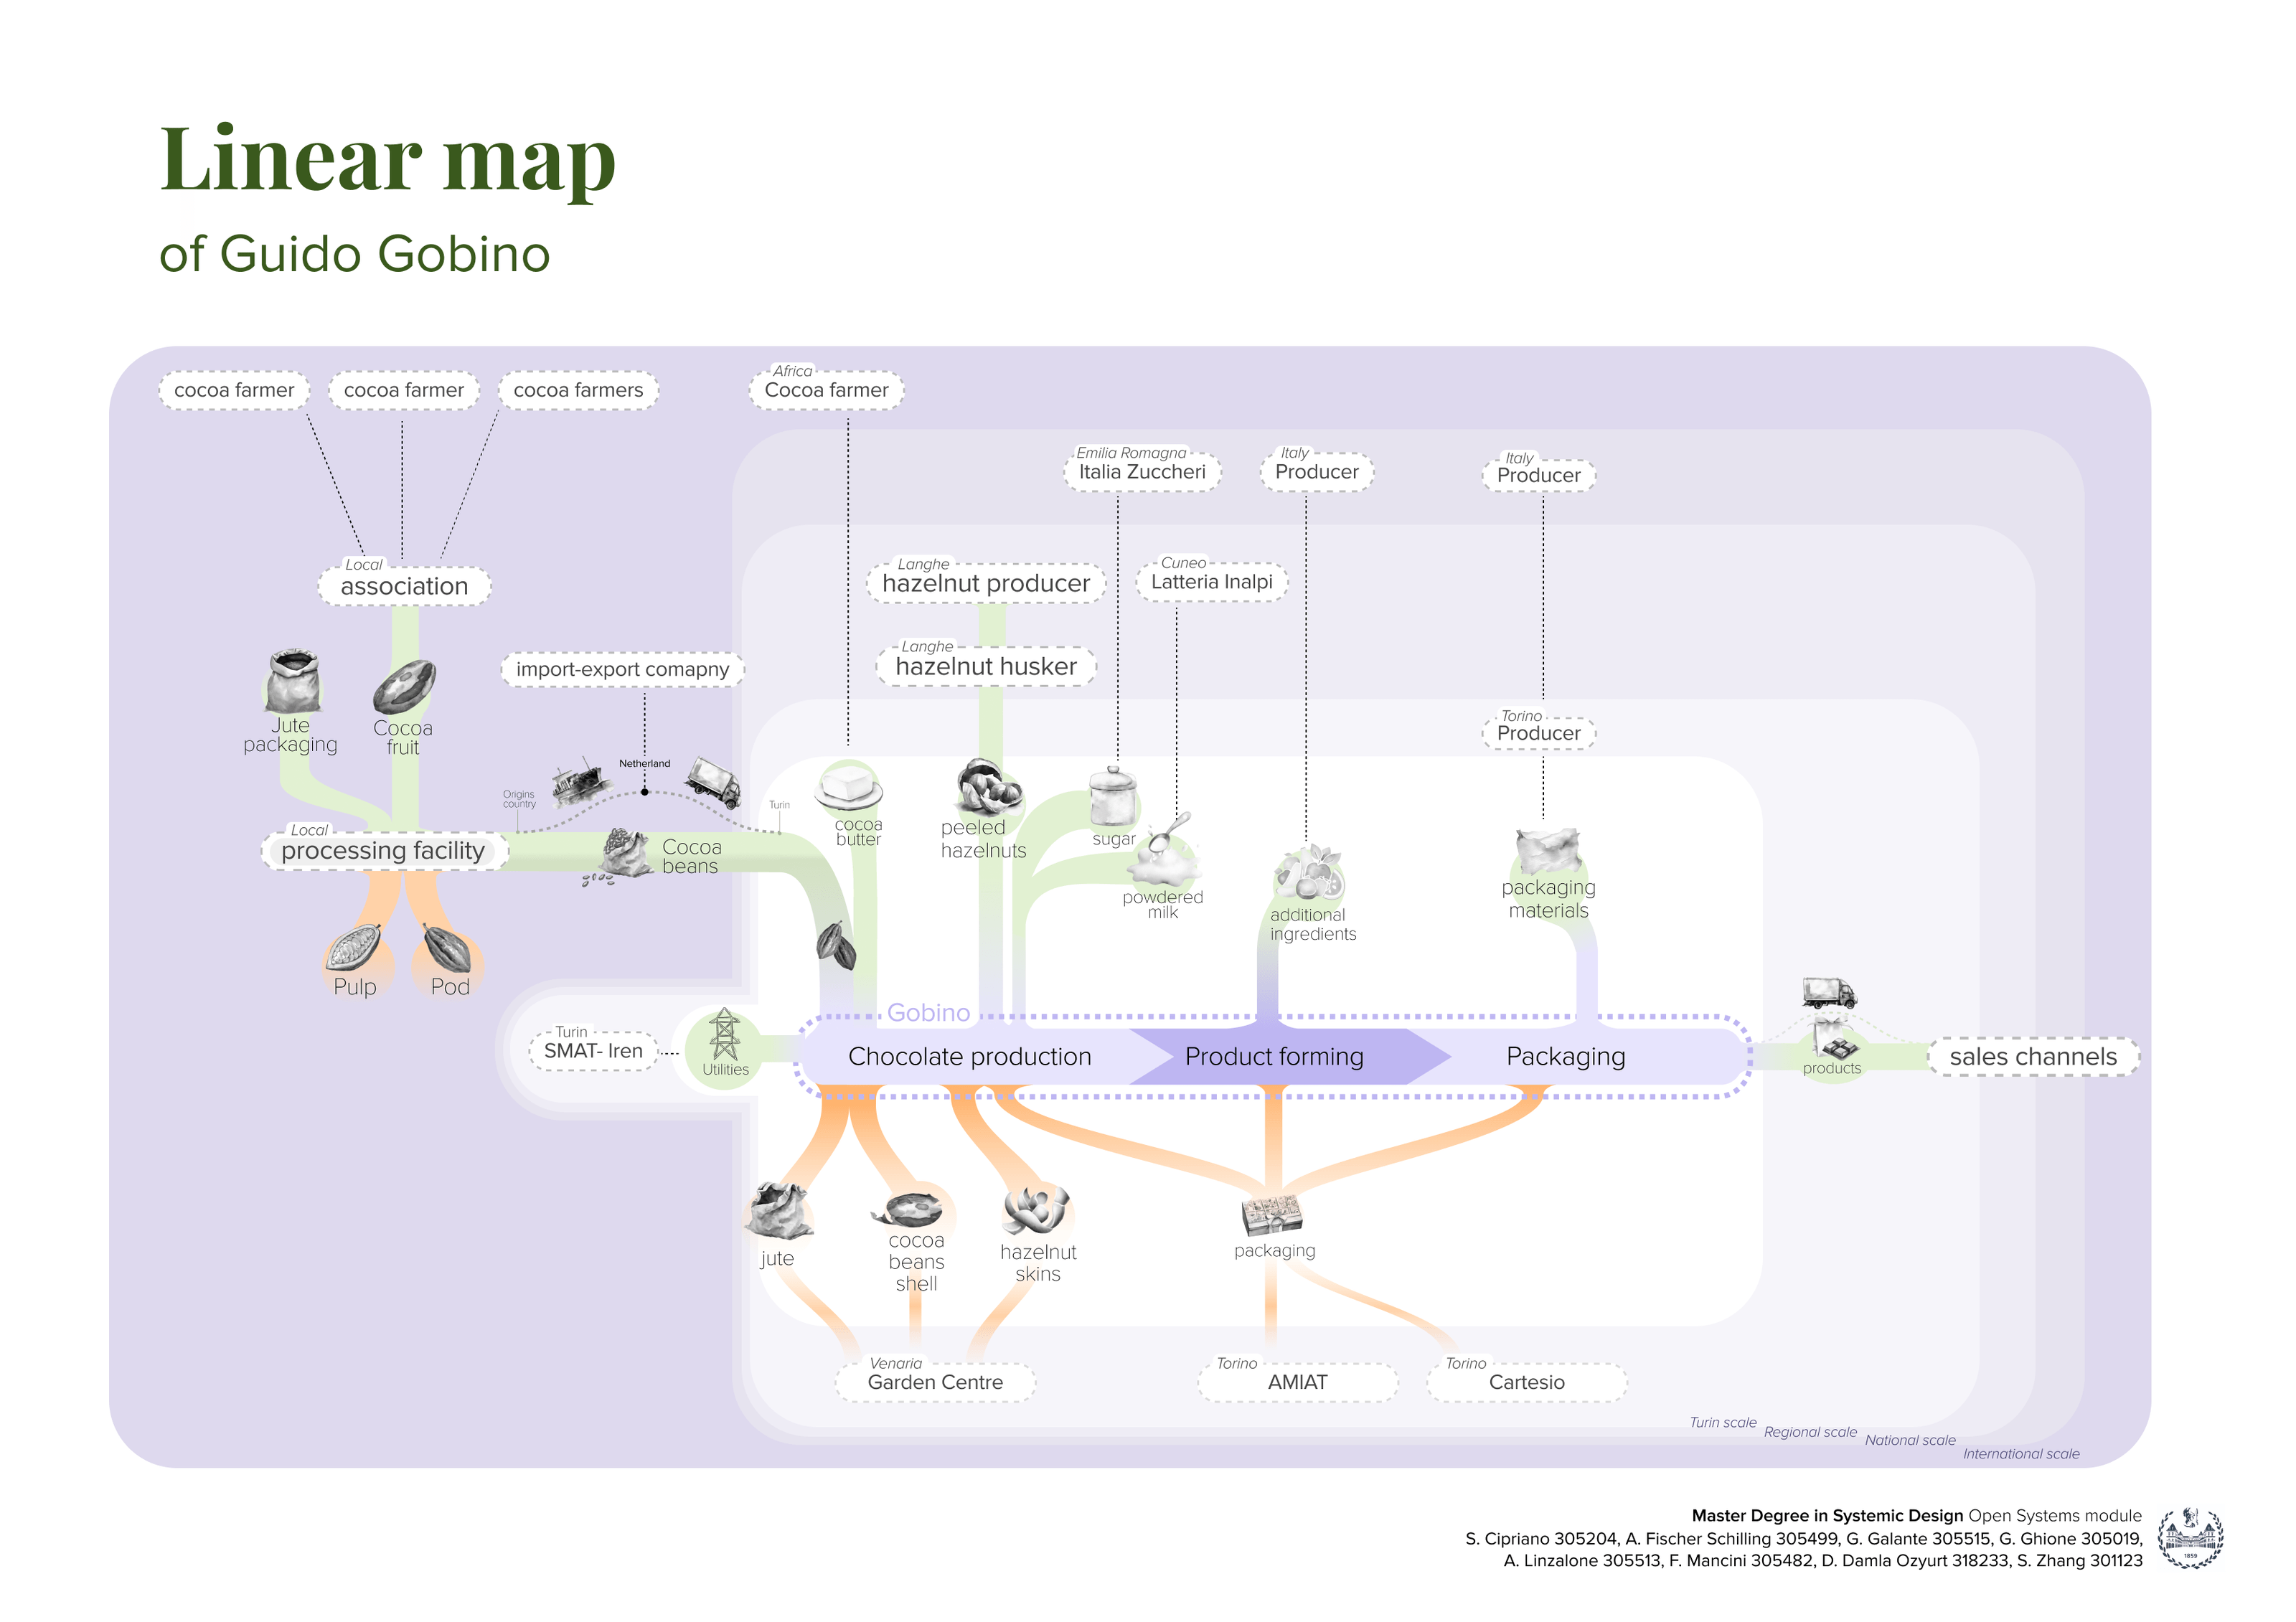 Linear map
of Guido Gobino
cocoa farmer
cocoa farmer
cocoa farmers
Africa
Cocoa farmer
Emilia Romagna
Italia Zuccheri
Italy
Producer
Italy
Producer
Local
association
Langhe
hazelnut producer
Cuneo
Latteria Inalpi
Langhe
hazelnut husker
import-export comapny
Jute
packaging
Cocoa
fruit
Torino
Producer
Netherland
Origins
country
Turin
Local
processing facility
Cocoa
beans
cocoa
butter
peeled
hazelnuts
sugar
powdered
milk
additional
ingredients
packaging
materials
Pulp
Pod
Turin
SMAT- Iren
Utilities
Gobino
Chocolate production
Product forming
Packaging
products
sales channels
jute
cocoa
beans
shell
hazelnut
skins
packaging
Venaria
Garden Centre
Torino
AMIAT
Torino
Cartesio
Turin scale
Regional scale
National scale
International scale
Master Degree in Systemic Design Open Systems module
S. Cipriano 305204, A. Fischer Schilling 305499, G. Galante 305515, G. Ghione 305019,
A. Linzalone 305513, F. Mancini 305482, D. Damla Ozyurt 318233, S. Zhang 301123
1859